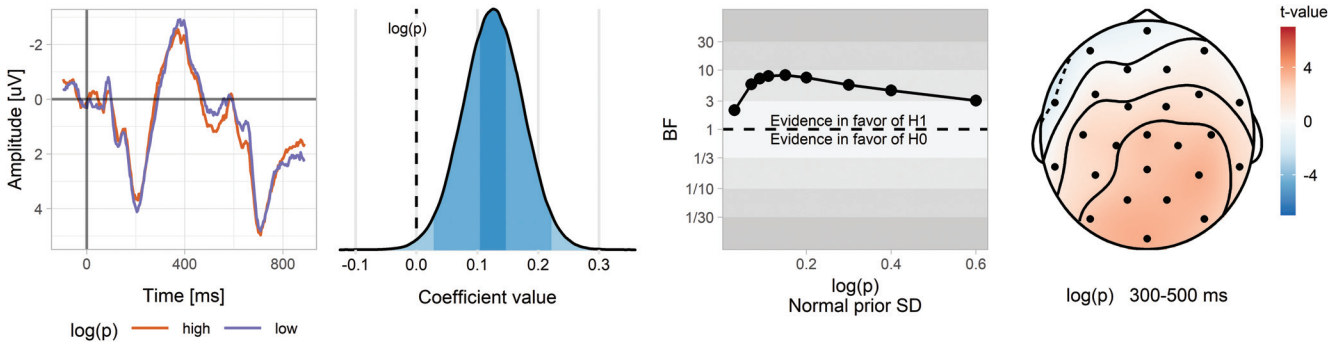 -2
0
2
4
Amplitude [uV]
0
400
800
Time [ms]
log(p) high low
log(p)
-0.1
0.0
0.1
0.2
0.3
Coefficient value
30
10
3
1
1/3
1/10
1/30
BF
Evidence in favor of H1
Evidence in favor of H0
0.2
0.4
0.6
log(p)
Normal prior SD
t-value
4
0
-4
log(p) 300-500 ms